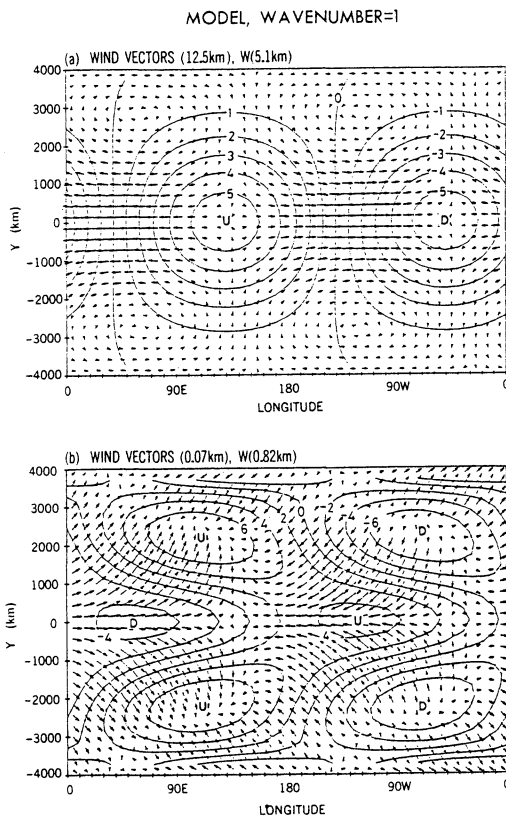 MODEL, WAVENUMBER=1
(a) WIND VECTORS (12.5km), W(5.1km)
4000
3000
2000
1000
0
-1000
-2000
-3000
-4000
Y (km)
0
1
2
3
4
5
U
1
2
3
4
5
D
0 90E 180 90W 0
LONGITUDE
(b) WIND VECTORS (0.07km), W(0.82km)
4000
3000
2000
1000
0
-1000
-2000
-3000
-4000
Y (km)
U
6
4
2
0
-2
-4
-6
D
D
4
U
4
U
D
0 90E 180 90W 0
LONGITUDE